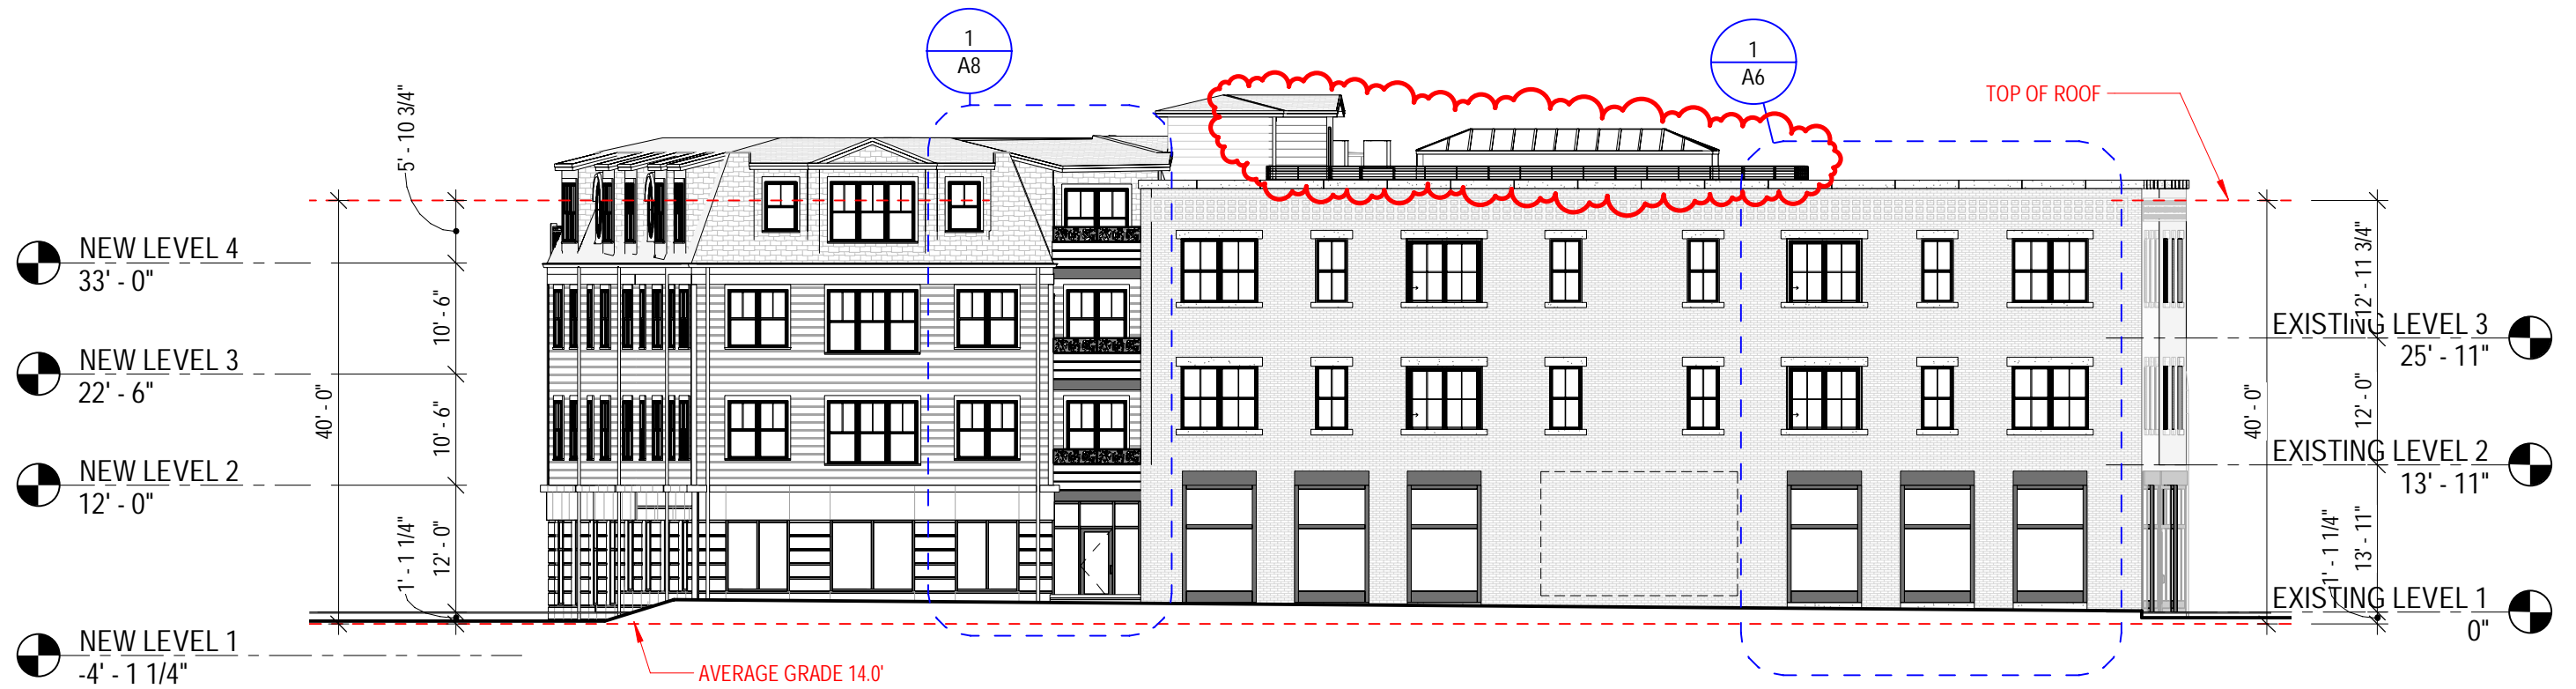 1
A8
1
A6
TOP OF ROOF
5' - 10 3/4"
NEW LEVEL 4
33' - 0"
10' - 6"
NEW LEVEL 3
22' - 6"
40' - 0"
10' - 6"
NEW LEVEL 2
12' - 0"
1' - 11 1/4"
12' - 0"
NEW LEVEL 1
-4' - 1 1/4"
AVERAGE GRADE 14.0'
12' - 11 3/4"
EXISTING LEVEL 3
25' - 11"
40' - 0"
12' - 0"
EXISTING LEVEL 2
13' - 11"
1' - 1 1/4"
13' - 11"
EXISTING LEVEL 1
0"